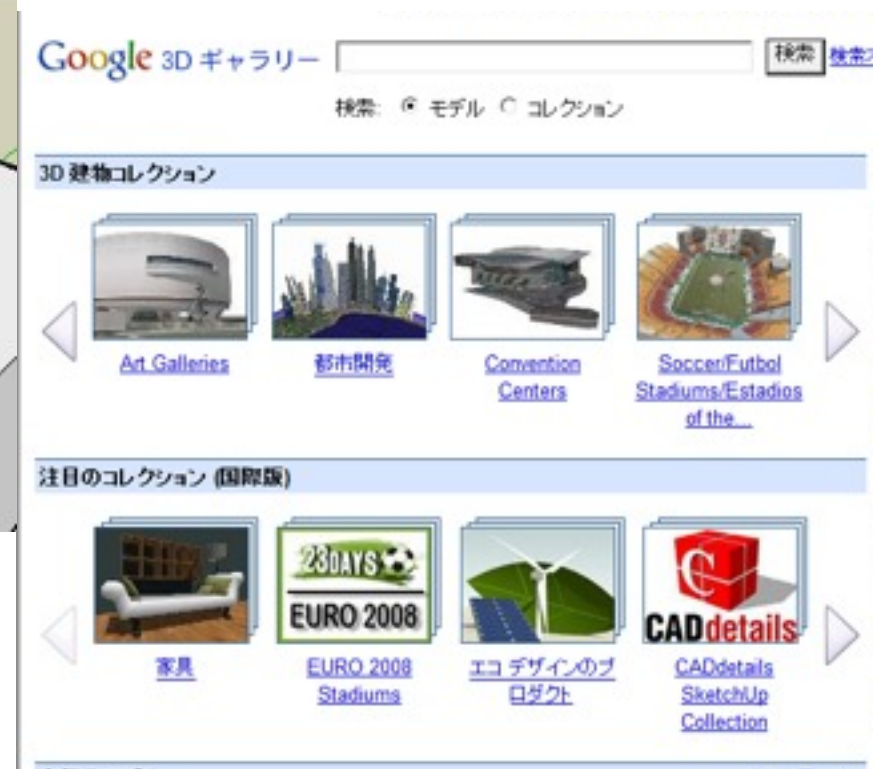 Google 3D ギャラリー
検索
検索
検索: モデル コレクション
3D 建物コレクション
Art Galleries
都市開発
Convention
Centers
Soccer/Futbol
Stadiums/Estadios
of the...
注目のコレクション (国際版)
23DAYS
EURO 2008
C
CADdetails
家具
EURO 2008
Stadiums
エコ デザインのプ
ロダクト
CADdetails
SketchUp
Collection